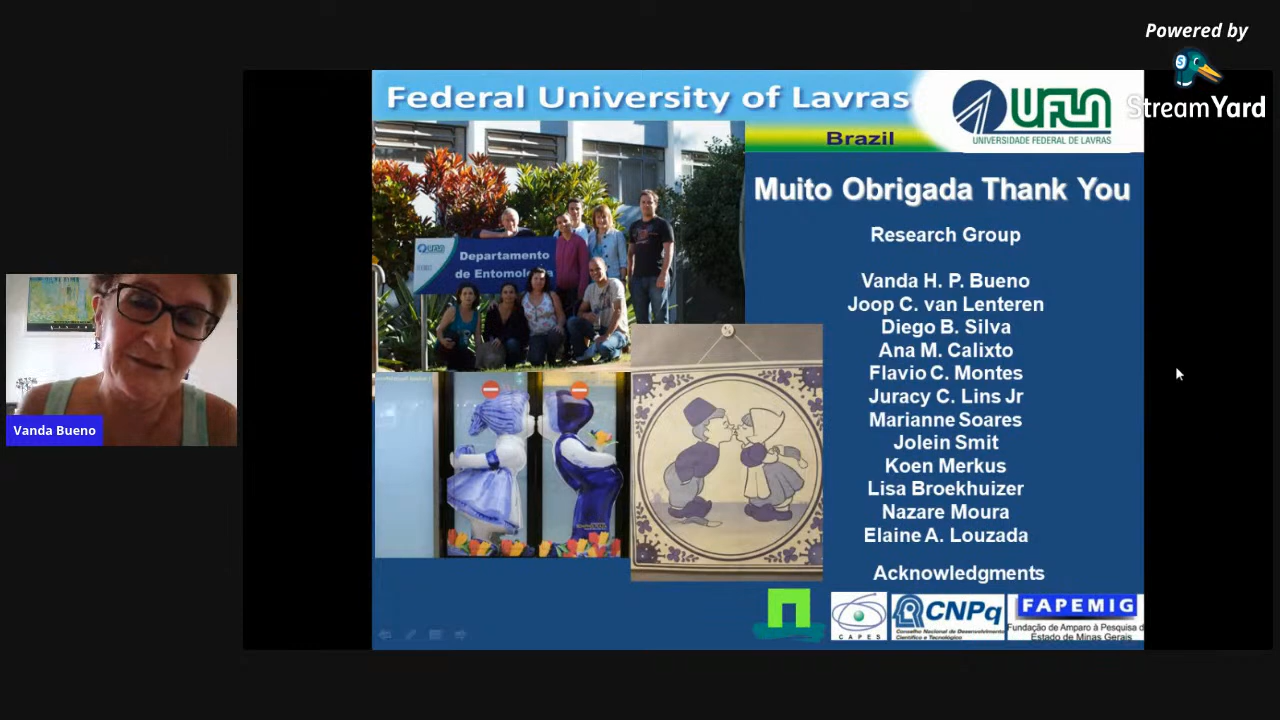 Powered by
StreamYard
Federal University of Lavras
UFLA
UNIVERSIDADE FEDERAL DE LAVRAS
Brazil
Muito Obrigada Thank You
Departamento
de Entomologia
Research Group
Vanda H. P. Bueno
Joop C. van Lenteren
Diego B. Silva
Ana M. Calixto
Flavio C. Montes
Juracy C. Lins Jr
Marianne Soares
Jolein Smit
Koen Merkus
Lisa Broekhuizer
Nazare Moura
Elaine A. Louzada
Acknowledgments
CAPES
CNPq
Conselho Nacional de Desenvolvimento
Científico e Tecnológico
FAPEMIG
Fundação de Amparo à Pesquisa d
Estado de Minas Gerais
Vanda Bueno